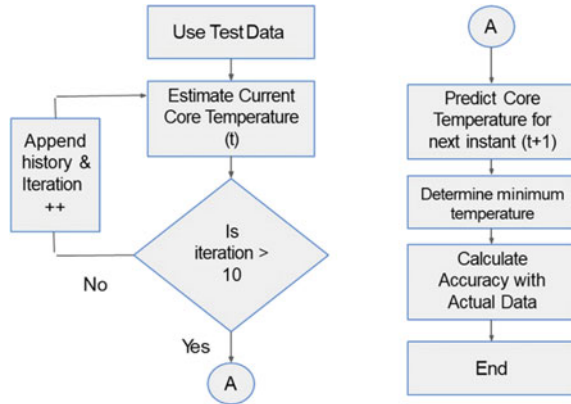 Use Test Data
Estimate Current
Core Temperature
(t)
Append
history &
Iteration
++
Is
iteration >
10
No
Yes
A
A
Predict Core
Temperature for
next instant (t+1)
Determine minimum
temperature
Calculate
Accuracy with
Actual Data
End